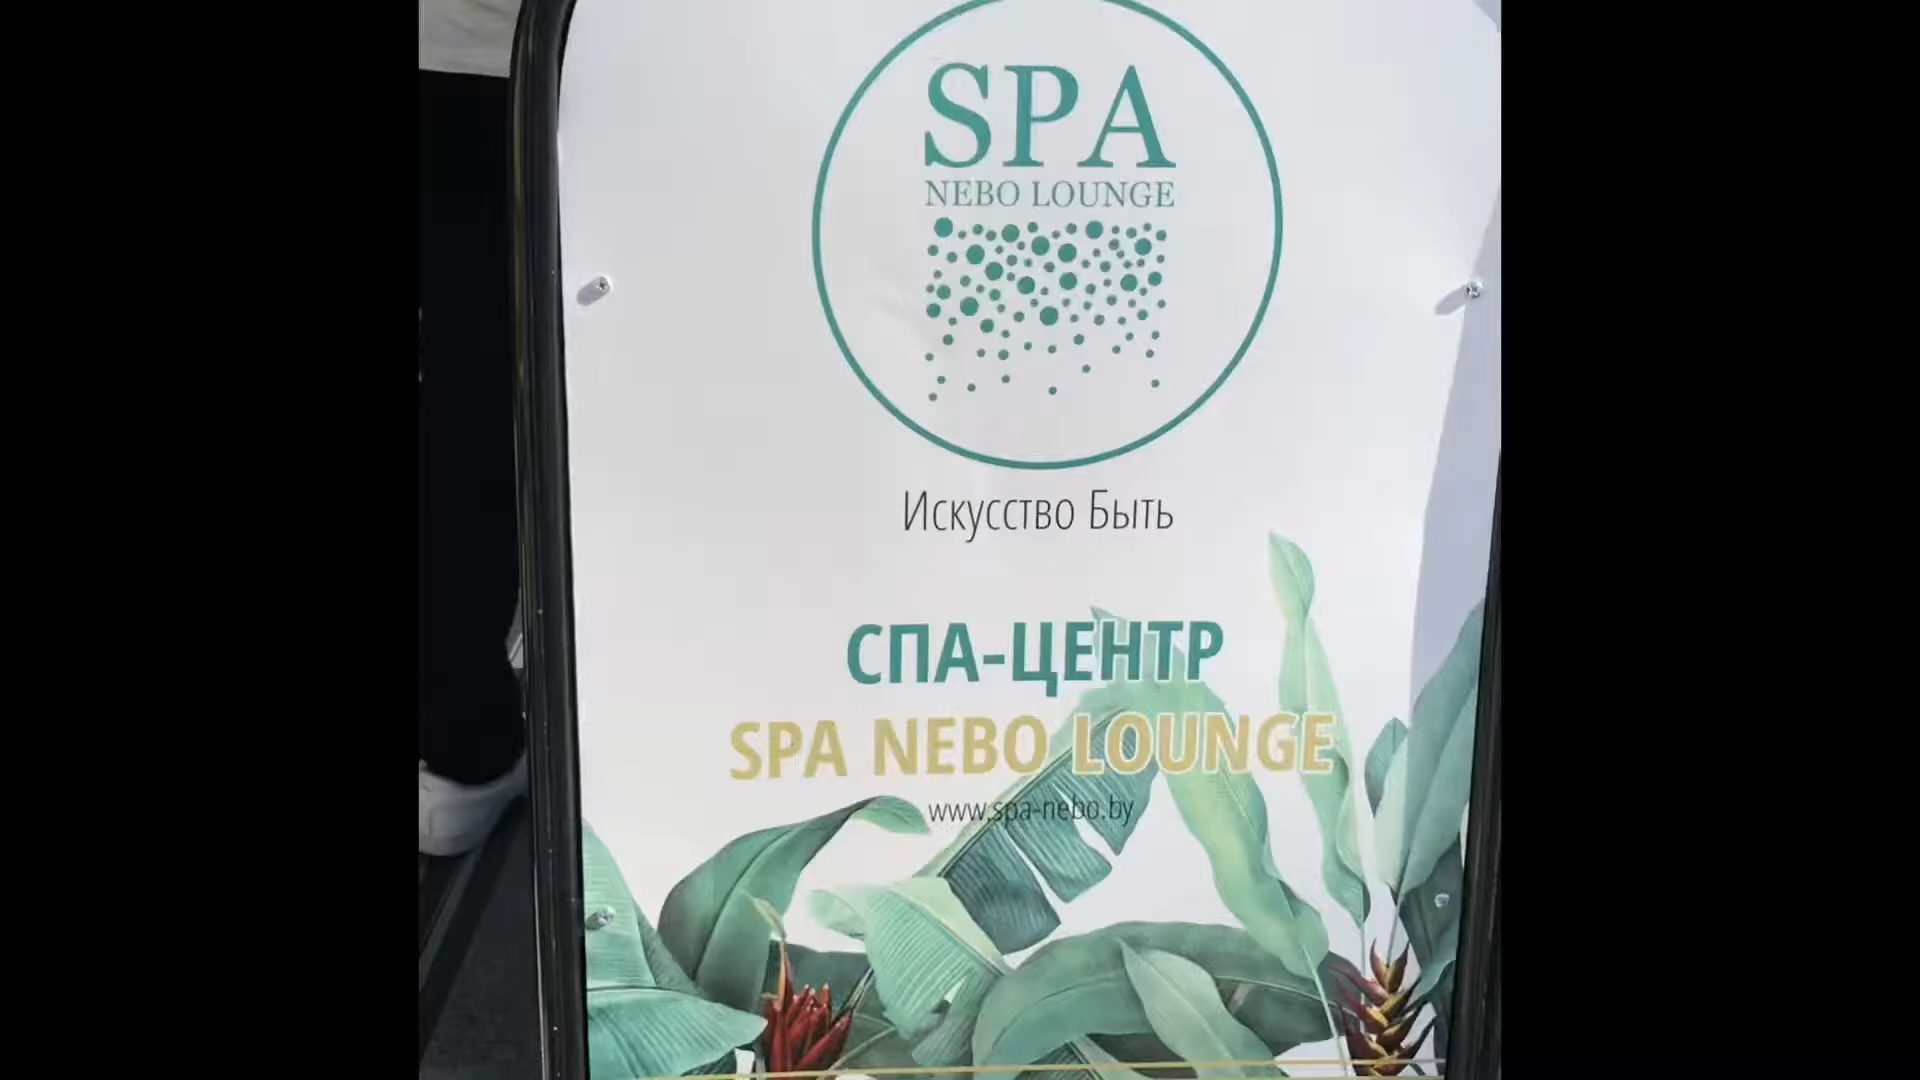 SPA
NEBO LOUNGE
Искусство Быть
СПА-ЦЕНТР
SPA NEBO LOUNGE
www.spa-nebo.by